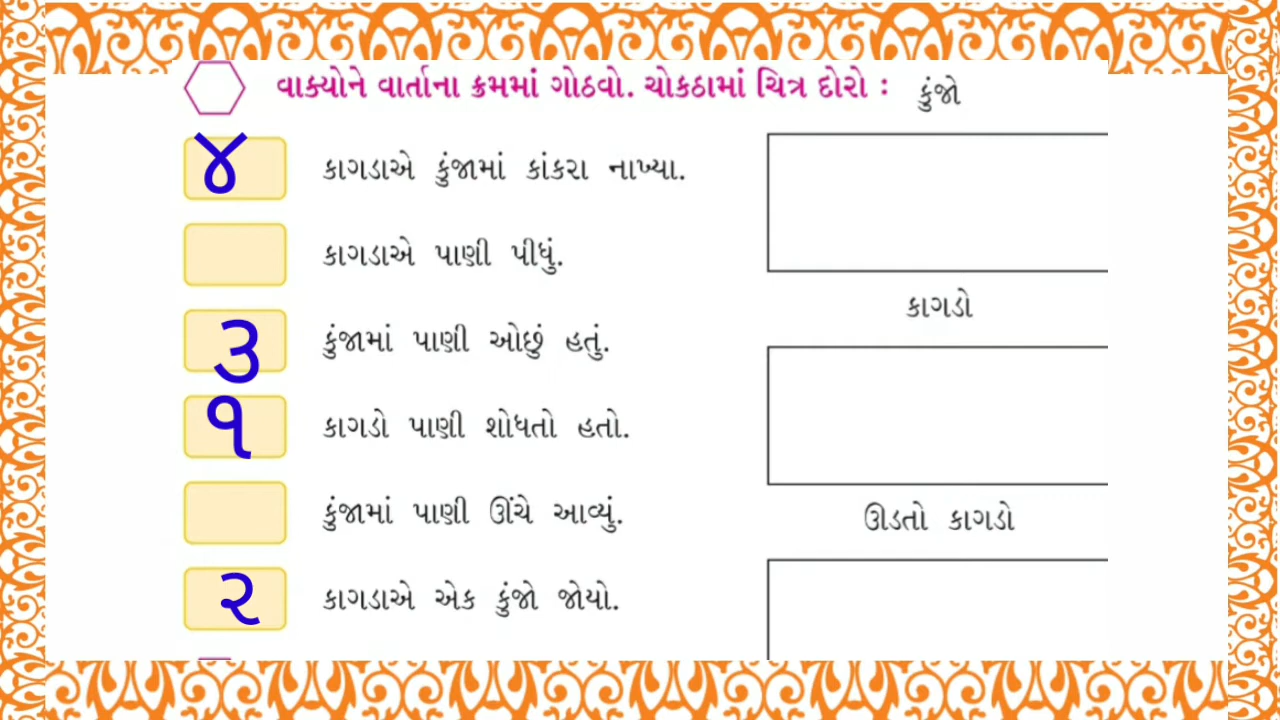 વાક્યોને વાર્તાના ક્રમમાં ગોઠવો. ચોકઠામાં ચિત્ર દોરો : કુંજો
૪ કાગડાએ કુંજામાં કાંકરા નાખ્યા.
કાગડાએ પાણી પીધું.
કાગડો
૩ કુંજામાં પાણી ઓછું હતું.
૧ કાગડો પાણી શોધતો હતો.
કુંજામાં પાણી ઊંચે આવ્યું.
ઊડતો કાગડો
૨ કાગડાએ એક કુંજો જોયો.